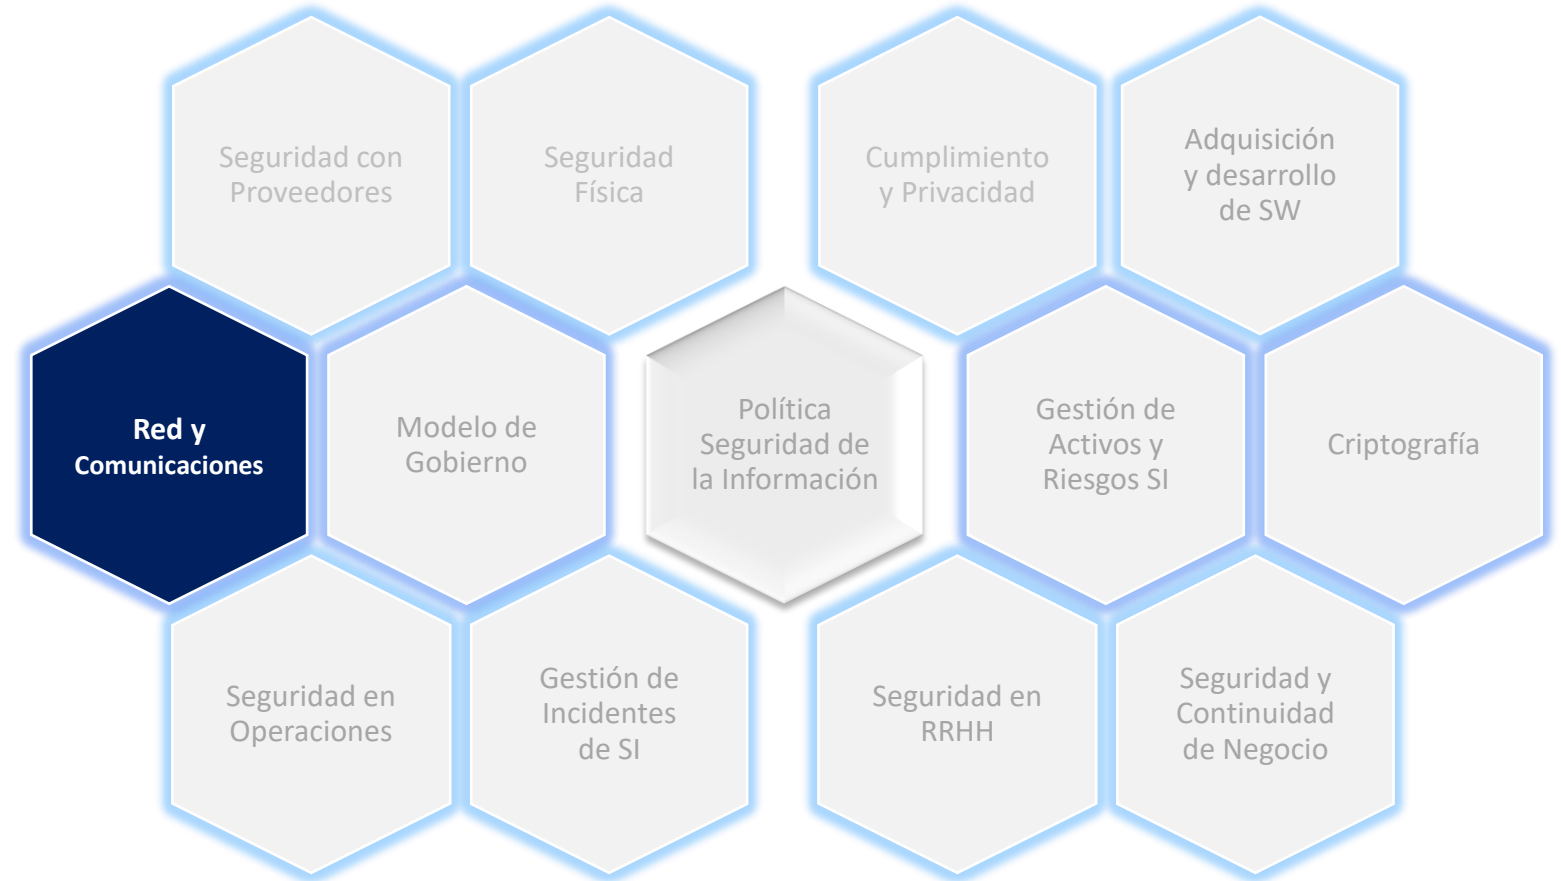 Seguridad con
Proveedores
Seguridad
Física
Cumplimiento
y Privacidad
Adquisición
y desarrollo
de SW
Red y
Comunicaciones
Modelo de
Gobierno
Política
Seguridad de
la Información
Gestión de
Activos y
Riesgos SI
Criptografía
Seguridad en
Operaciones
Gestión de
Incidentes
de SI
Seguridad en
RRHH
Seguridad y
Continuidad
de Negocio